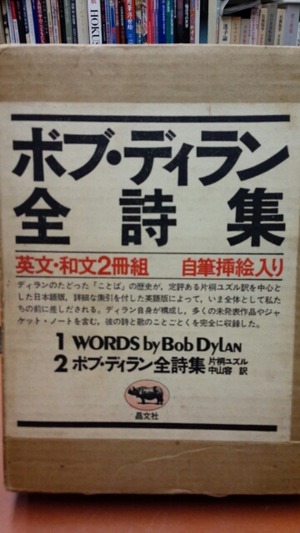 HOKUS
ボブ・ディラン
全詩集
英文・和文2冊組 自筆挿絵入り
ディランのたどった「ことば」の歴史が、定評ある片桐ユズル訳を中心と
した日本語版、詳細な索引を付した英語版によって、いま全体として私た
ちの前に差しだされる。ディラン自身が構成し、多くの未発表作品やジャ
ケット・ノートを含む、彼の詩と歌のことごとくを完全に収録した。
1 WORDS by BOB DYLAN
2 ボブ・ディラン全詩集 片桐ユズル
中山容 訳
晶文社